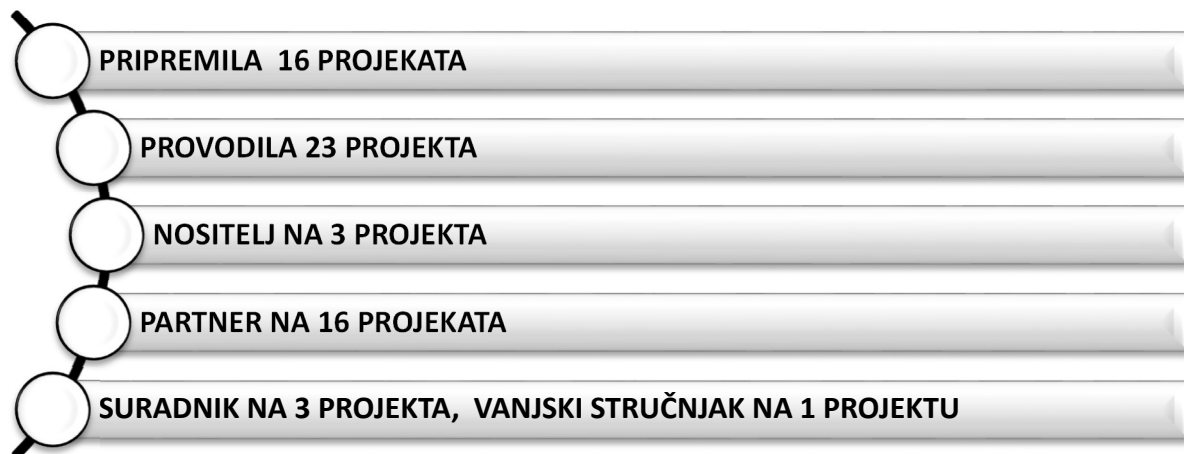 PRIPREMILA  16 PROJEKATA
PROVODILA 23 PROJEKTA
NOSITELJ NA 3 PROJEKTA
PARTNER NA 16 PROJEKATA
SURADNIK NA 3 PROJEKTA,  VANJSKI STRUČNJAK NA 1 PROJEKTU